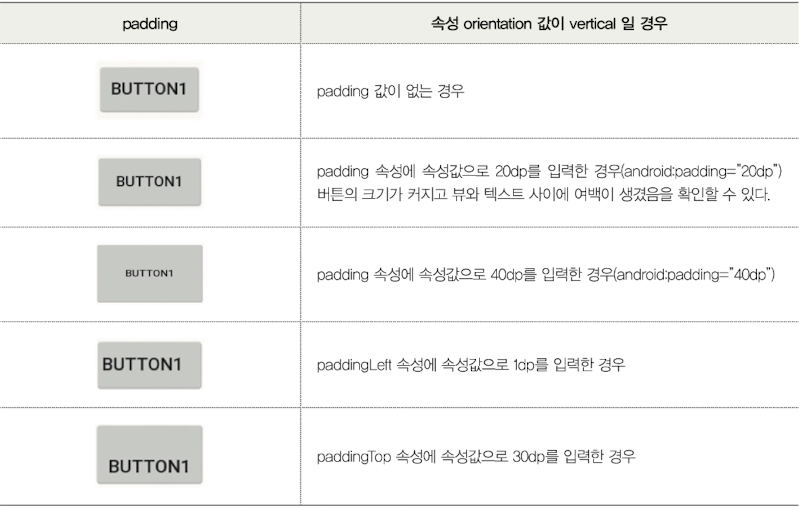 padding
속성 orientation 값이 vertical 일 경우
BUTTON1
padding 값이 없는 경우
BUTTON1
padding 속성에 속성값으로 20dp를 입력한 경우(android:padding="20dp")
버튼의 크기가 커지고 뷰와 텍스트 사이에 여백이 생겼음을 확인할 수 있다.
BUTTON1
padding 속성에 속성값으로 40dp를 입력한 경우(android:padding="40dp")
BUTTON1
paddingLeft 속성에 속성값으로 1dp를 입력한 경우
BUTTON1
paddingTop 속성에 속성값으로 30dp를 입력한 경우